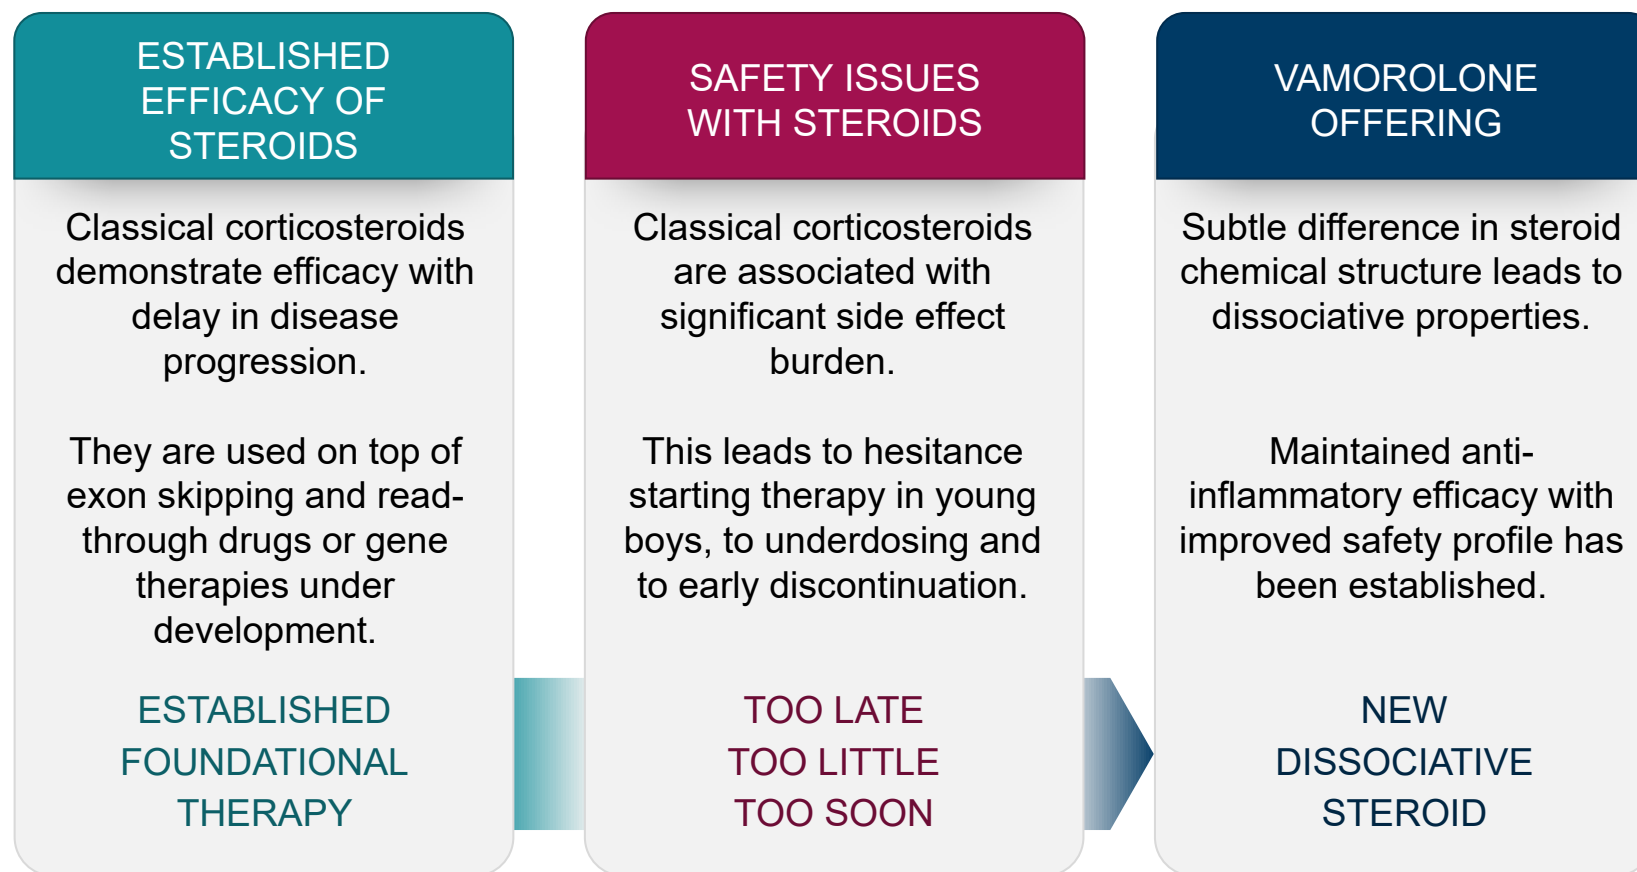 ESTABLISHED
EFFICACY OF
STEROIDS
Classical corticosteroids
demonstrate efficacy with
delay in disease
progression.
They are used on top of
exon skipping and read-
through drugs or gene
therapies under
development.
ESTABLISHED
FOUNDATIONAL
THERAPY
SAFETY ISSUES
WITH STEROIDS
Classical corticosteroids
are associated with
significant side effect
burden.
This leads to hesitance
starting therapy in young
boys, to underdosing and
to early discontinuation.
TOO LATE
TOO LITTLE
TOO SOON
VAMOROLONE
OFFERING
Subtle difference in steroid
chemical structure leads to
dissociative properties.
Maintained anti-
inflammatory efficacy with
improved safety profile has
been established.
NEW
DISSOCIATIVE
STEROID